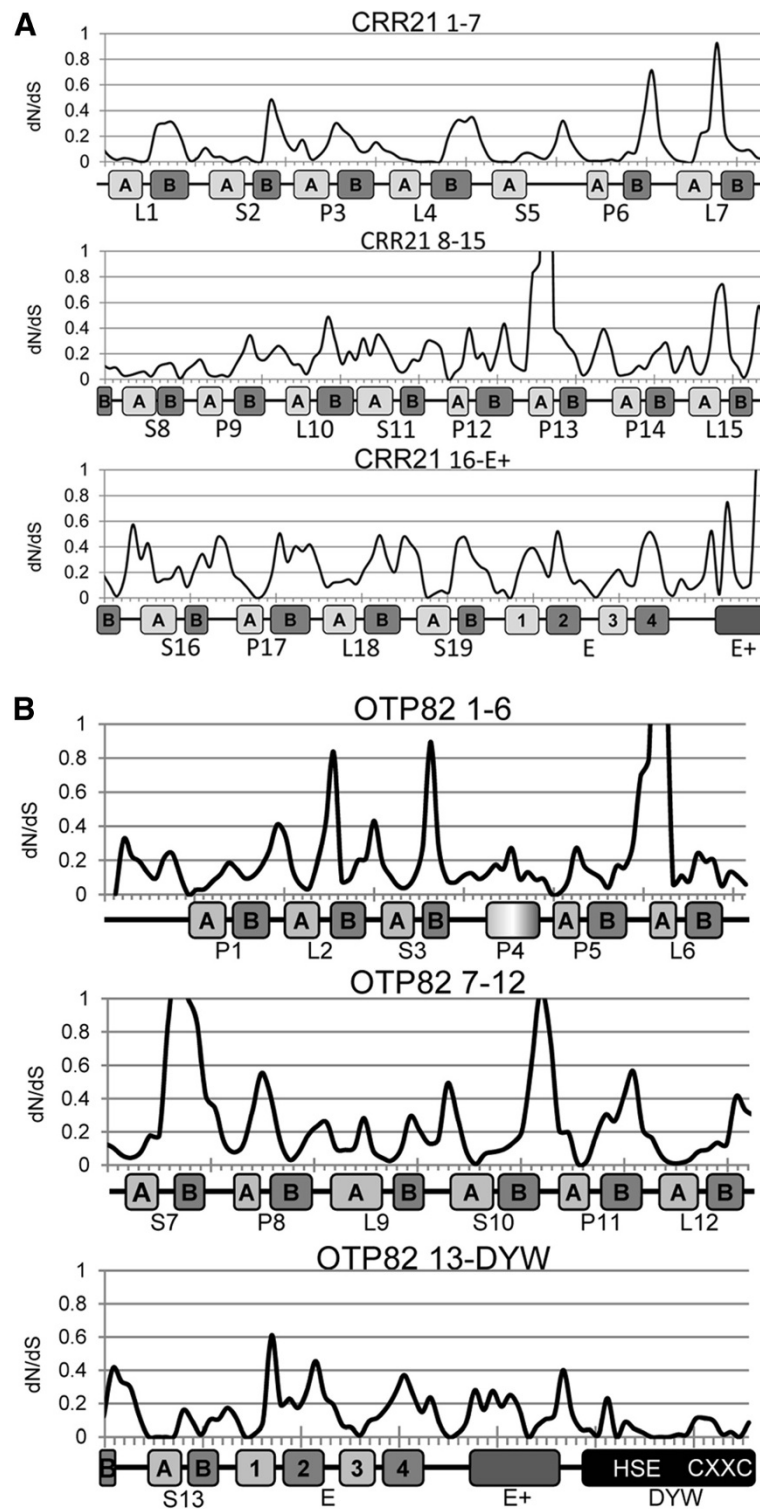 A
CRR21 1-7
dN/dS
1
0.8
0.6
0.4
0.2
0
A B A B A B A B A A B A B
L1 S2 P3 L4 S5 P6 L7
CRR21 8-15
dN/dS
1
0.8
0.6
0.4
0.2
0
B A B A B A B A B A B A B A B A B
S8 P9 L10 S11 P12 P13 P14 L15
CRR21 16-E+
dN/dS
1
0.8
0.6
0.4
0.2
0
B A B A B A B A B 1 2 3 4
S16 P17 L18 S19 E E+
B
OTP82 1-6
dN/dS
1
0.8
0.6
0.4
0.2
0
A B A B A B A B A B
P1 L2 S3 P4 P5 L6
OTP82 7-12
dN/dS
1
0.8
0.6
0.4
0.2
0
A B A B A B A B A B A B
S7 P8 L9 S10 P11 L12
OTP82 13-DYW
dN/dS
1
0.8
0.6
0.4
0.2
0
B A B 1 2 3 4 HSE CXXC
S13 E E+ DYW